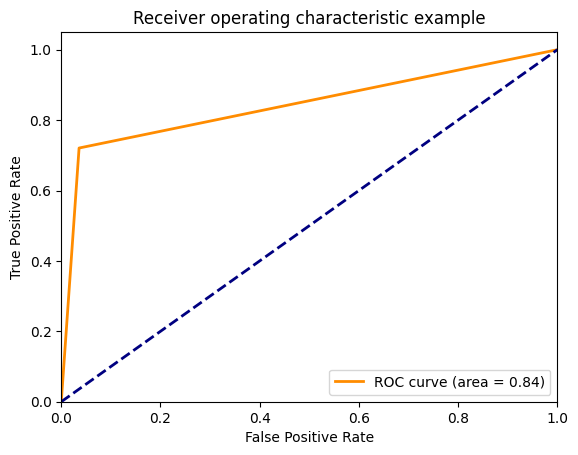 Receiver operating characteristic example
True Positive Rate
1.0
0.8
0.6
0.4
0.2
0.0
ROC curve (area = 0.84)
0.0 0.2 0.4 0.6 0.8 1.0
False Positive Rate